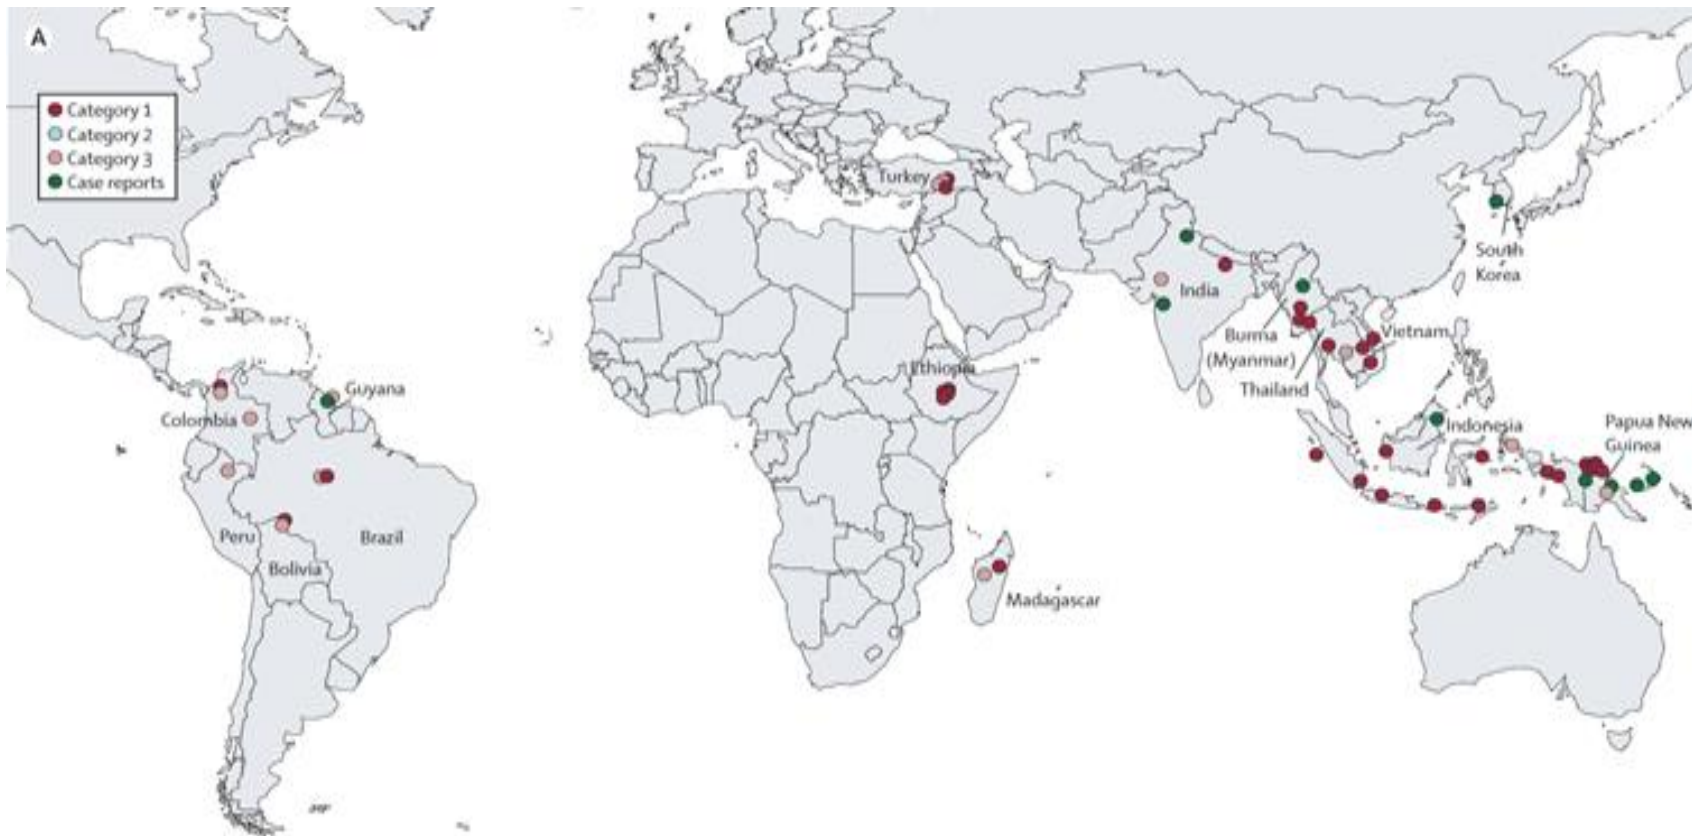 A
Category 1
Category 2
Category 3
Case reports
Turkey
South
Korea
India
Burma
(Myanmar)
Vietnam
Thailand
Ethiopia
Guyana
Colombia
Indonesia
Papua New
Guinea
Peru
Brazil
Bolivia
Madagascar